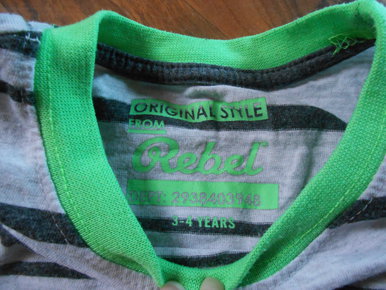 ORIGINAL STYLE
FROM
Rebel
3-4 YEARS